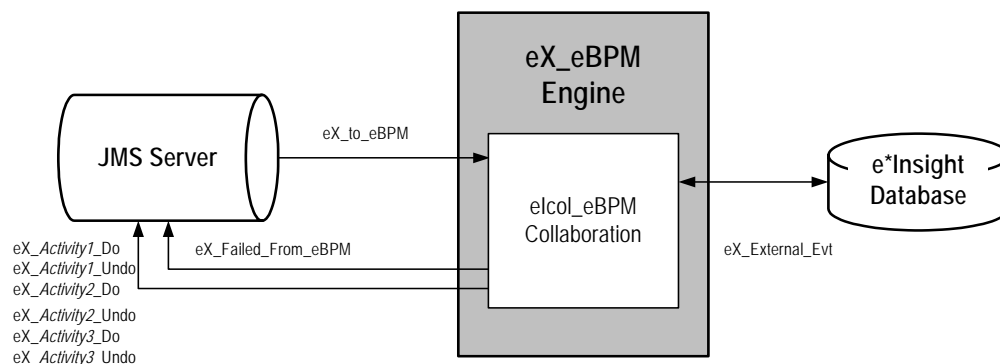 eX_eBPM
Engine
JMS Server
eX_to_eBPM
eIcol_eBPM
Collaboration
e*Insight
Database
eX_External_Evt
eX_Failed_From_eBPM
eX_Activity1_Do
eX_Activity1_Undo
eX_Activity2_Do
eX_Activity2_Undo
eX_Activity3_Do
eX_Activity3_Undo